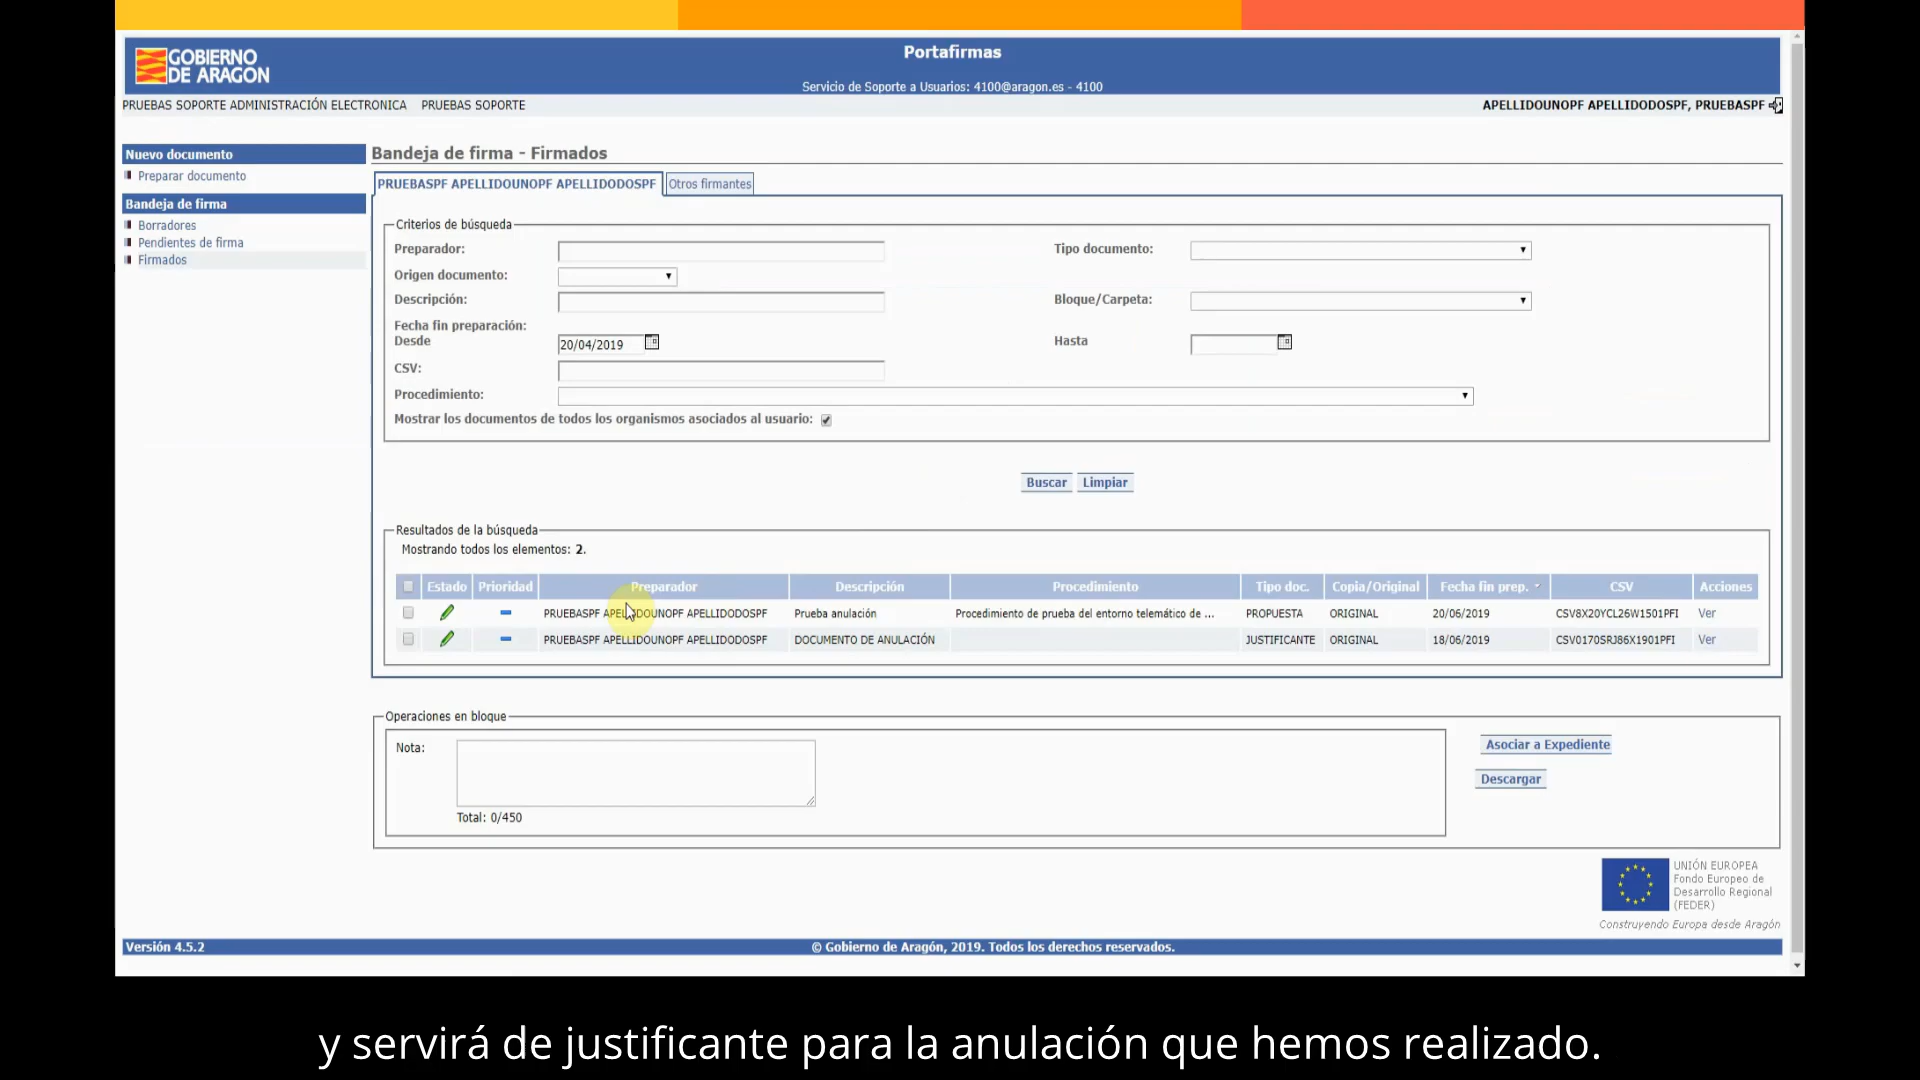 GOBIERNO
DE ARAGON
Portafirmas
Servicio de Soporte a Usuarios: 4100@aragon.es - 4100
PRUEBAS SOPORTE ADMINISTRACIÓN ELECTRONICA PRUEBAS SOPORTE
APELLIDOUNOPF APELLIDODOSPF, PRUEBASPF
Nuevo documento
Preparar documento
Bandeja de firma
Borradores
Pendientes de firma
Firmados
Bandeja de firma - Firmados
PRUEBASPF APELLIDOUNOPF APELLIDODOSPF Otros firmantes
Criterios de búsqueda
Preparador: Tipo documento:
Origen documento:
Descripción: Bloque/Carpeta:
Fecha fin preparación:
Desde 20/04/2019 Hasta
CSV:
Procedimiento:
Mostrar los documentos de todos los organismos asociados al usuario:
Buscar Limpiar
Resultados de la búsqueda
Mostrando todos los elementos: 2.
Estado Prioridad Preparador Descripción Procedimiento Tipo doc. Copia/Original Fecha fin prep. CSV Acciones
PRUEBASPF APELLIDOUNOPF APELLIDODOSPF Prueba anulación Procedimiento de prueba del entorno telemático de ... PROPUESTA ORIGINAL 20/06/2019 CSV8X20YCL26W1501PFI Ver
PRUEBASPF APELLIDOUNOPF APELLIDODOSPF DOCUMENTO DE ANULACIÓN JUSTIFICANTE ORIGINAL 18/06/2019 CSV0170SRJ86X1901PFI Ver
Operaciones en bloque
Nota:
Total: 0/450
Asociar a Expediente
Descargar
UNIÓN EUROPEA
Fondo Europeo de
Desarrollo Regional
(FEDER)
Construyendo Europa desde Aragón
Versión 4.5.2
© Gobierno de Aragón, 2019. Todos los derechos reservados.
y servirá de justificante para la anulación que hemos realizado.